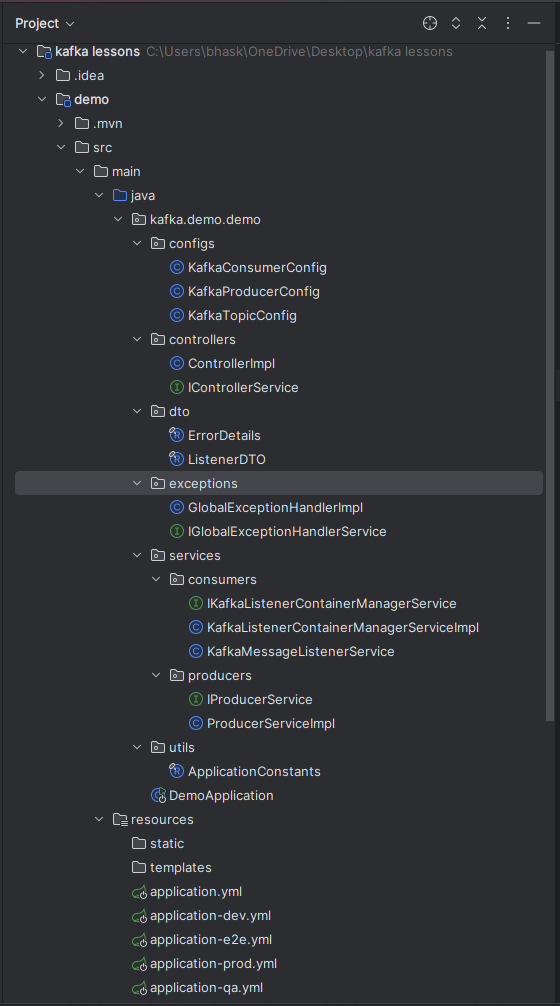 Project
kafka lessons C:\Users\bhask\OneDrive\Desktop\kafka lessons
.idea
demo
.mvn
src
main
java
kafka.demo.demo
configs
KafkaConsumerConfig
KafkaProducerConfig
KafkaTopicConfig
controllers
ControllerImpl
IControllerService
dto
ErrorDetails
ListenerDTO
exceptions
GlobalExceptionHandlerImpl
IGlobalExceptionHandlerService
services
consumers
IKafkaListenerContainerManagerService
KafkaListenerContainerManagerServiceImpl
KafkaMessageListenerService
producers
IProducerService
ProducerServiceImpl
utils
ApplicationConstants
DemoApplication
resources
static
templates
application.yml
application-dev.yml
application-e2e.yml
application-prod.yml
application-qa.yml